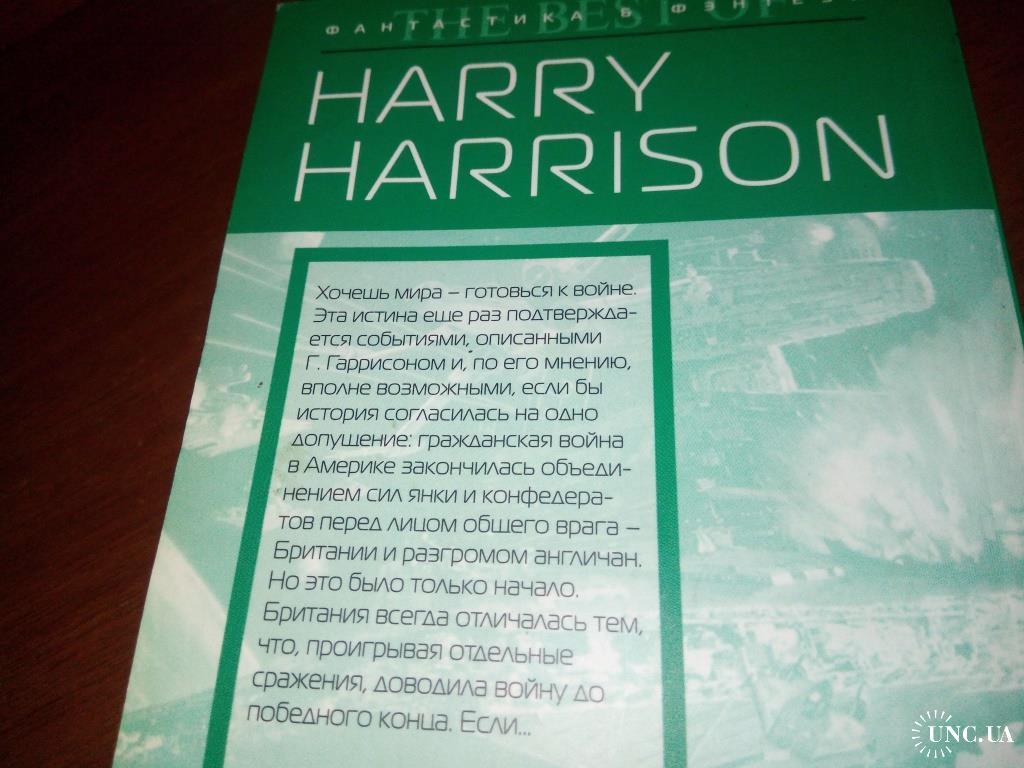 THE BEST OF
ФАНТАСТИКА & ФЭНТЕЗИ
HARRY
HARRISON
Хочешь мира – готовься к войне.
Эта истина еще раз подтвержда-
ется событиями, описанными
Г. Гаррисоном и, по его мнению,
вполне возможными, если бы
история согласилась на одно
допущение: гражданская война
в Америке закончилась объеди-
нением сил янки и конфедера-
тов перед лицом общего врага –
Британии и разгромом англичан.
Но это было только начало.
Британия всегда отличалась тем,
что, проигрывая отдельные
сражения, доводила войну до
победного конца. Если...
UNC.UA